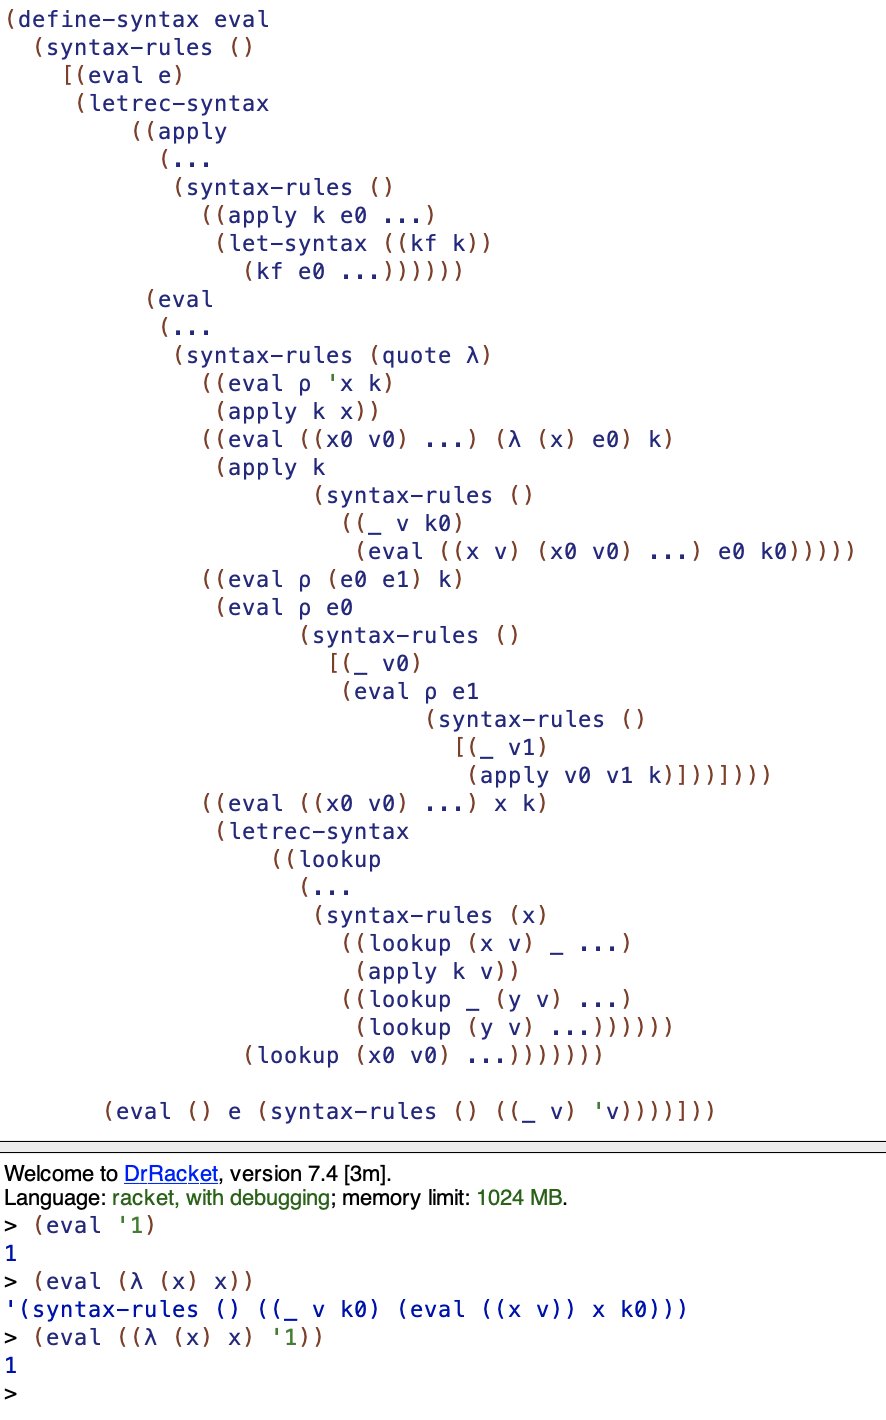 (define-syntax eval
  (syntax-rules ()
    [(eval e)
     (letrec-syntax
         ((apply
           (...
            (syntax-rules ()
              ((apply k e0 ...)
               (let-syntax ((kf k))
                 (kf e0 ...))))))
          (eval
           (...
            (syntax-rules (quote λ)
              ((eval ρ 'x k)
               (apply k x))
              ((eval ((x0 v0) ...) (λ (x) e0) k)
               (apply k
                      (syntax-rules ()
                        ((_ v k0)
                         (eval ((x v) (x0 v0) ...) e0 k0)))))
              ((eval ρ (e0 e1) k)
               (eval ρ e0
                     (syntax-rules ()
                       [(_ v0)
                        (eval ρ e1
                              (syntax-rules ()
                                [(_ v1)
                                 (apply v0 v1 k)]))])))
              ((eval ((x0 v0) ...) x k)
               (letrec-syntax
                   ((lookup
                     (...
                      (syntax-rules (x)
                        ((lookup (x v) _ ...)
                         (apply k v))
                        ((lookup _ (y v) ...)
                         (lookup (y v) ...))))))
                 (lookup (x0 v0) ...)))))))
       (eval () e (syntax-rules () ((_ v) 'v))))]))
Welcome to DrRacket, version 7.4 [3m].
Language: racket, with debugging; memory limit: 1024 MB.
> (eval '1)
1
> (eval (λ (x) x))
'(syntax-rules () ((_ v k0) (eval ((x v)) x k0)))
> (eval ((λ (x) x) '1))
1
>